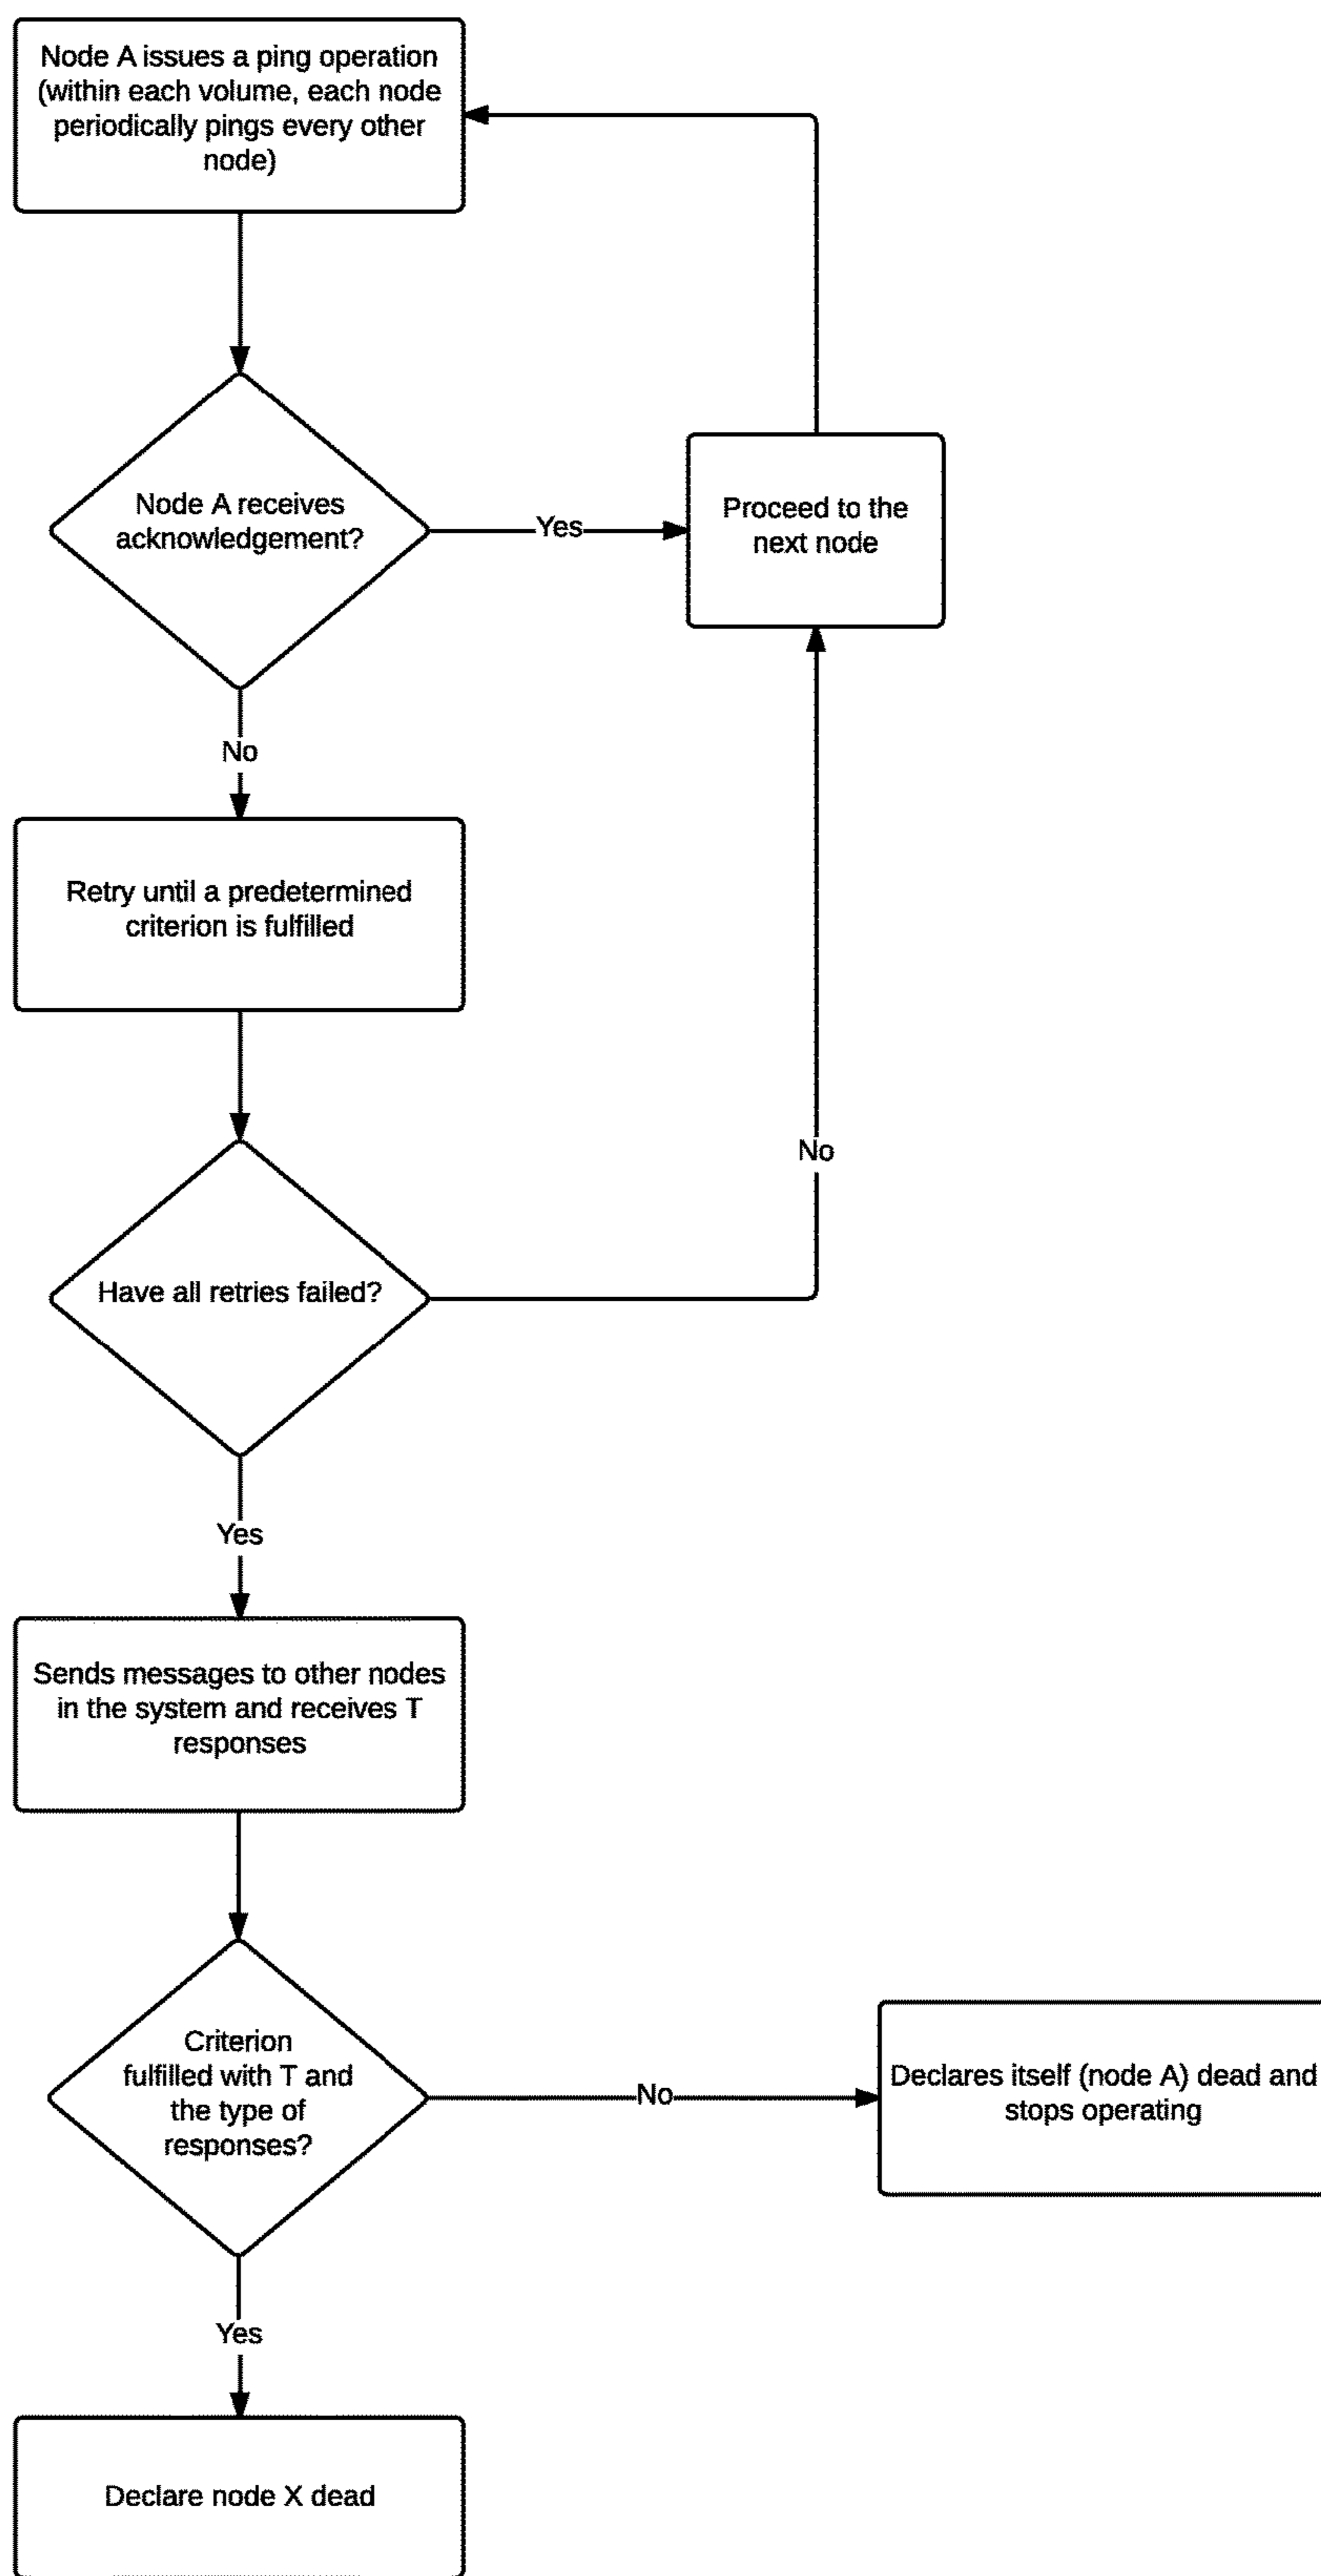 Node A issues a ping operation
(within each volume, each node
periodically pings every other
node)
Node A receives
acknowledgement?
Yes
Proceed to the
next node
No
Retry until a predetermined
criterion is fulfilled
No
Have all retries failed?
Yes
Sends messages to other nodes
in the system and receives T
responses
Criterion
fulfilled with T and
the type of
responses?
No
Declares itself (node A) dead and
stops operating
Yes
Declare node X dead